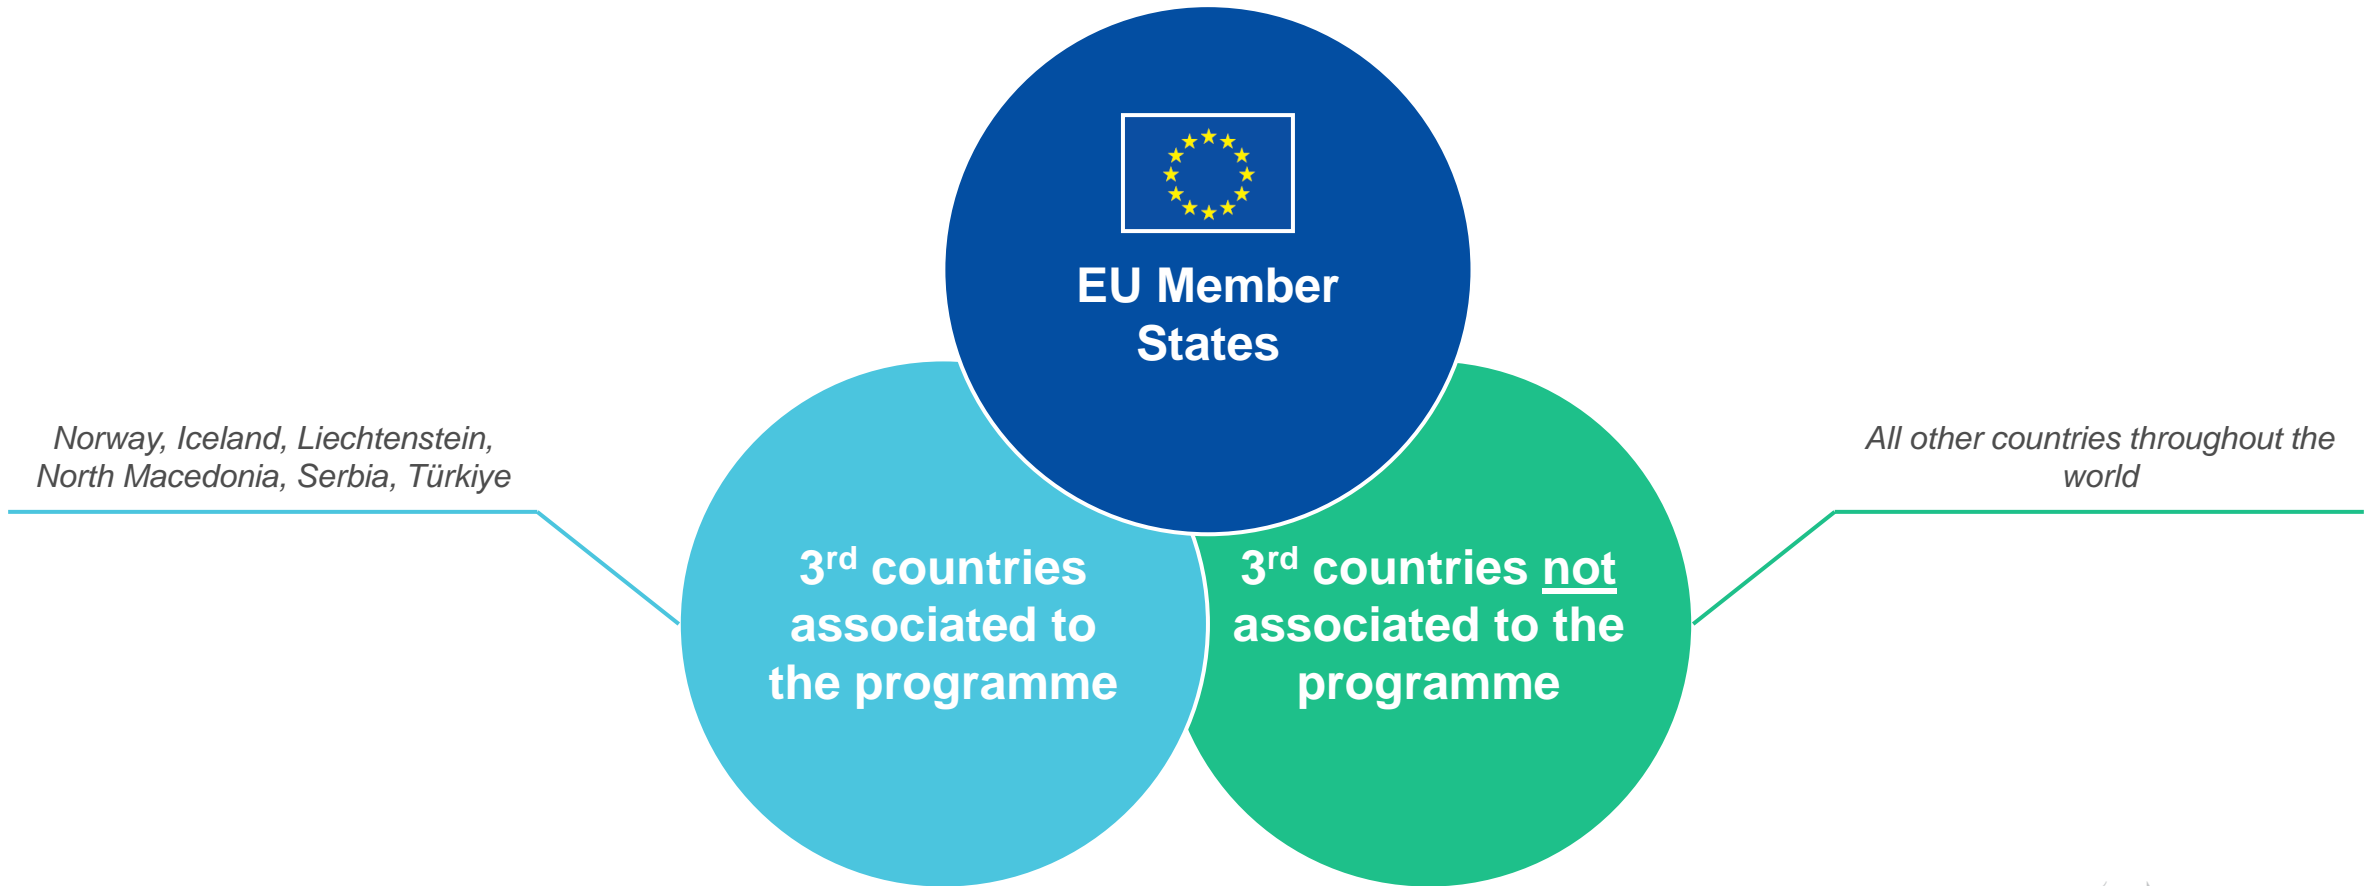 EU Member
States
Norway, Iceland, Liechtenstein,
North Macedonia, Serbia, Türkiye
All other countries throughout the
world
3rd countries
associated to
the programme
3rd countries not
associated to the
programme